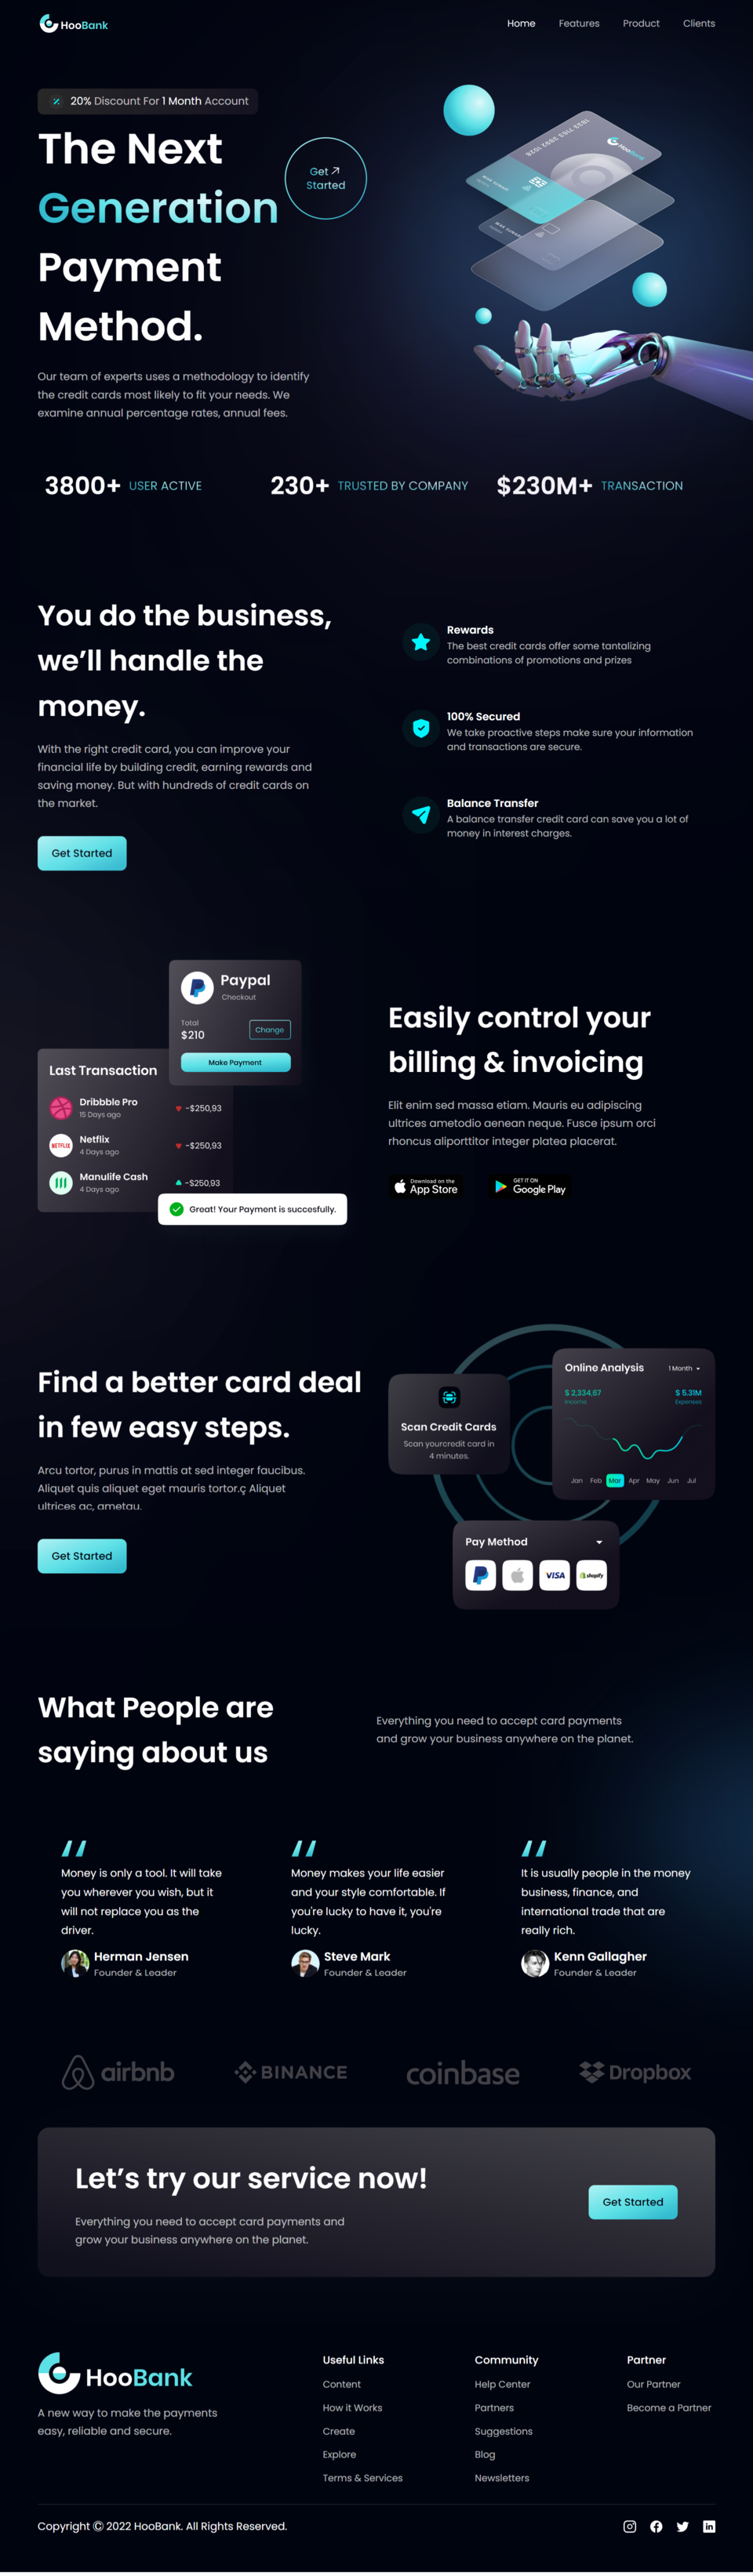 HooBank
Home Features Product Clients
20% Discount For 1 Month Account
The Next
Get
Started
Generation
Payment
Method.
Our team of experts uses a methodology to identify
the credit cards most likely to fit your needs. We
examine annual percentage rates, annual fees.
HooBank
3800+ USER ACTIVE
230+ TRUSTED BY COMPANY
$230M+ TRANSACTION
You do the business,
we’ll handle the
money.
With the right credit card, you can improve your
financial life by building credit, earning rewards and
saving money. But with hundreds of credit cards on
the market.
Get Started
Rewards
The best credit cards offer some tantalizing
combinations of promotions and prizes
100% Secured
We take proactive steps make sure your information
and transactions are secure.
Balance Transfer
A balance transfer credit card can save you a lot of
money in interest charges.
Paypal
Checkout
Total
$210
Change
Make Payment
Last Transaction
Dribbble Pro
15 Days ago
-$250,93
Netflix
4 Days ago
-$250,93
NETFLIX
Manulife Cash
4 Days ago
-$250,93
Great! Your Payment is succesfully.
Easily control your
billing & invoicing
Elit enim sed massa etiam. Mauris eu adipiscing
ultrices ametodio aenean neque. Fusce ipsum orci
rhoncus aliporttitor integer platea placerat.
Download on the
App Store
GET IT ON
Google Play
Find a better card deal
in few easy steps.
Arcu tortor, purus in mattis at sed integer faucibus.
Aliquet quis aliquet eget mauris tortor.ç Aliquet
ultrices ac, ametau.
Get Started
Scan Credit Cards
Scan yourcredit card in
4 minutes.
Online Analysis
1 Month
$ 2,334,67
Income
$ 5.31M
Expenses
Jan Feb Mar Apr May Jun Jul
Pay Method
VISA
shopify
What People are
saying about us
Everything you need to accept card payments
and grow your business anywhere on the planet.
Money is only a tool. It will take
you wherever you wish, but it
will not replace you as the
driver.
Herman Jensen
Founder & Leader
Money makes your life easier
and your style comfortable. If
you're lucky to have it, you're
lucky.
Steve Mark
Founder & Leader
It is usually people in the money
business, finance, and
international trade that are
really rich.
Kenn Gallagher
Founder & Leader
airbnb
BINANCE
coinbase
Dropbox
Let’s try our service now!
Everything you need to accept card payments and
grow your business anywhere on the planet.
Get Started
HooBank
A new way to make the payments
easy, reliable and secure.
Useful Links
Content
How it Works
Create
Explore
Terms & Services
Community
Help Center
Partners
Suggestions
Blog
Newsletters
Partner
Our Partner
Become a Partner
Copyright Ⓒ 2022 HooBank. All Rights Reserved.